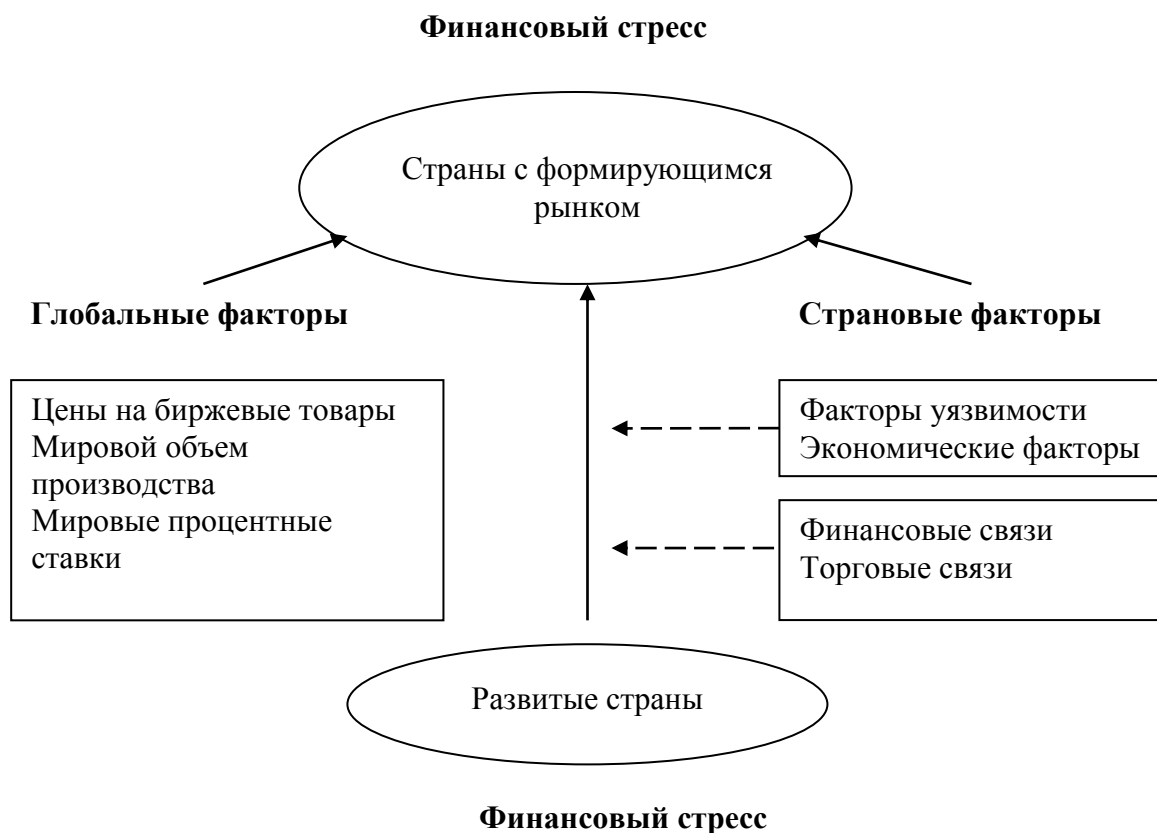 Финансовый стресс
Страны с формирующимся
рынком
Глобальные факторы
Страновые факторы
Цены на биржевые товары
Мировой объем
производства
Мировые процентные
ставки
Факторы уязвимости
Экономические факторы
Финансовые связи
Торговые связи
Развитые страны
Финансовый стресс